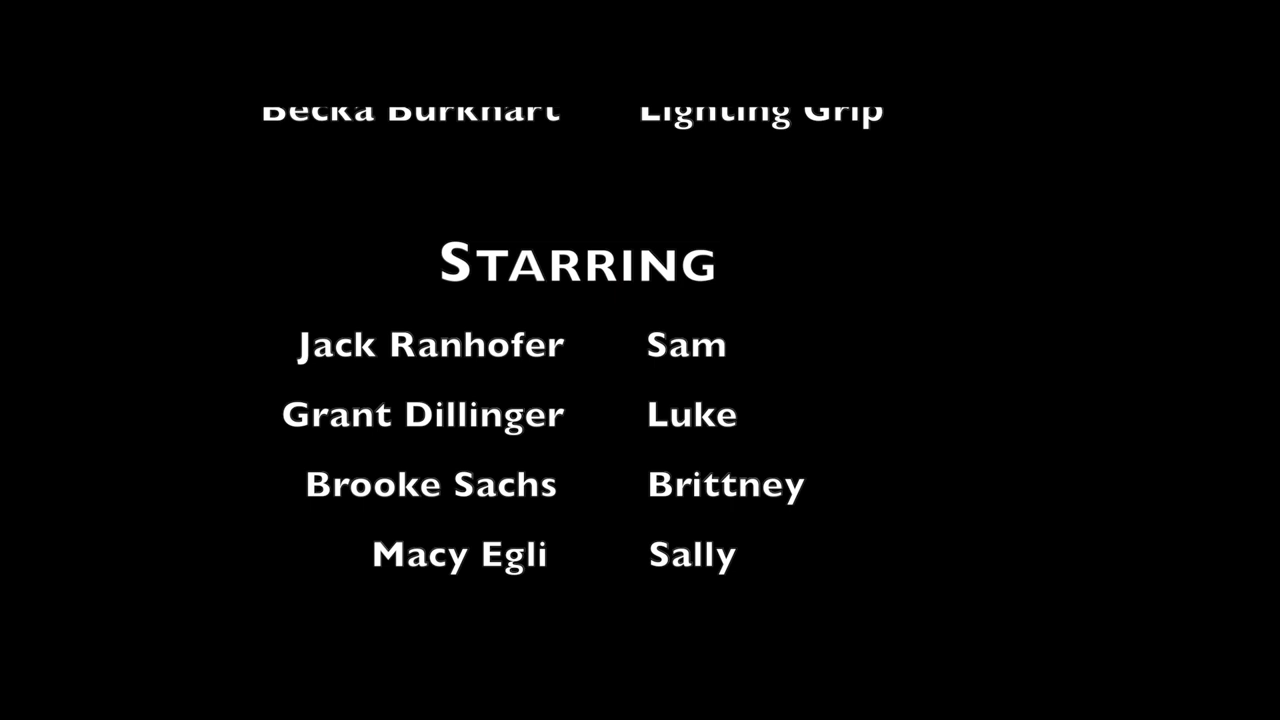 Becka Burkhart Lighting Grip
STARRING
Jack Ranhofer Sam
Grant Dillinger Luke
Brooke Sachs Brittney
Macy Egli Sally